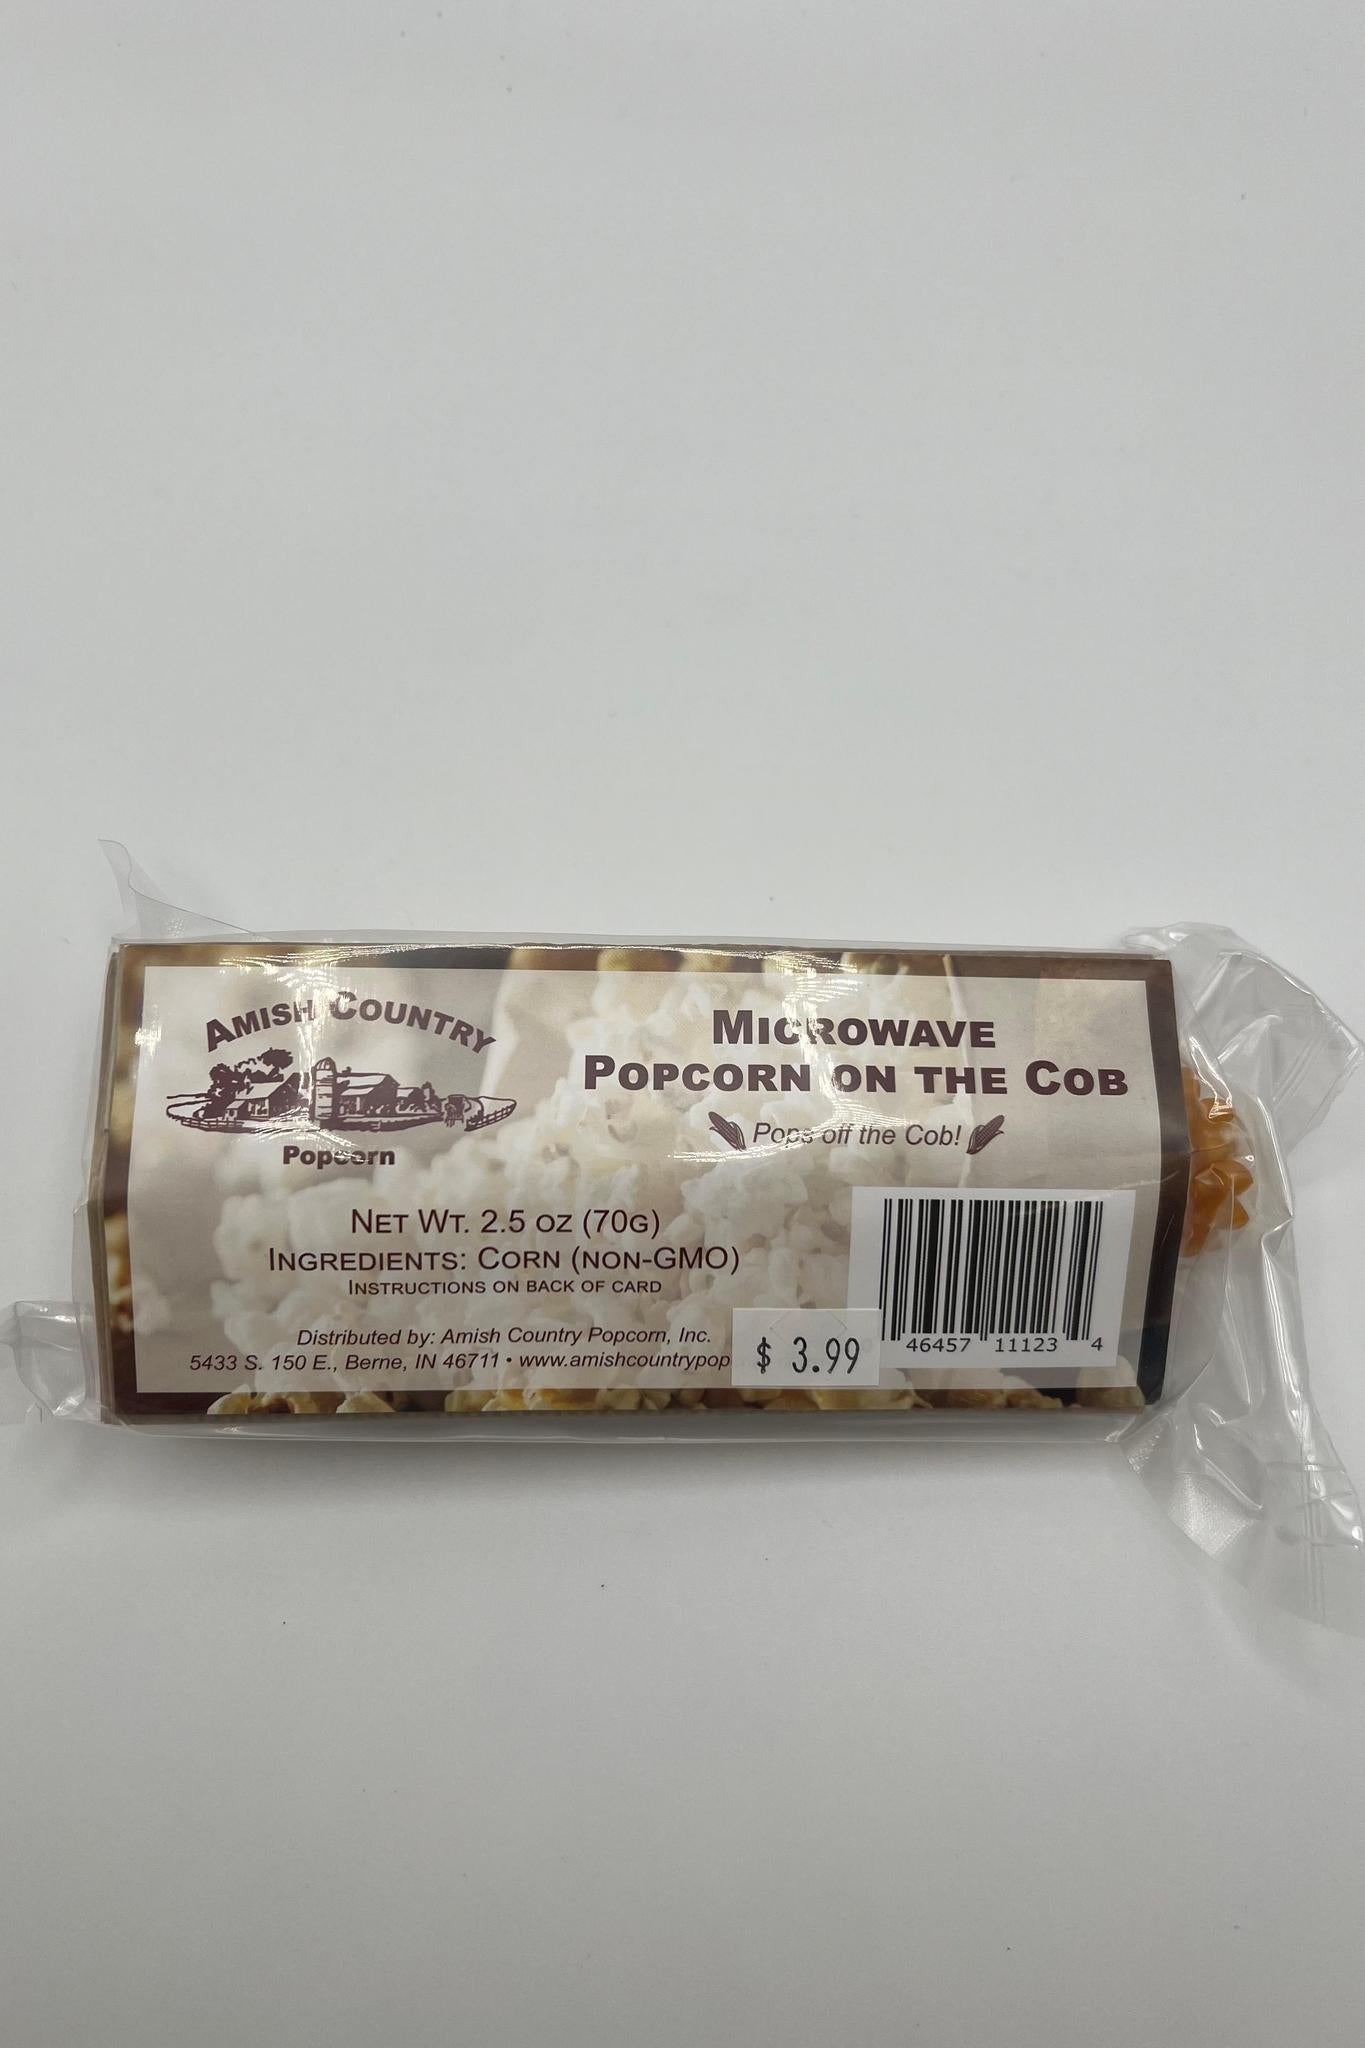 AMISH COUNTRY
Popcorn
MICROWAVE
POPCORN ON THE COB
Pops off the Cob!
NET WT. 2.5 OZ (70G)
INGREDIENTS: CORN (NON-GMO)
INSTRUCTIONS ON BACK OF CARD
Distributed by: Amish Country Popcorn, Inc.
5433 S. 150 E., Berne, IN 46711 • www.amishcountrypop
$ 3.99
46457 11123 4